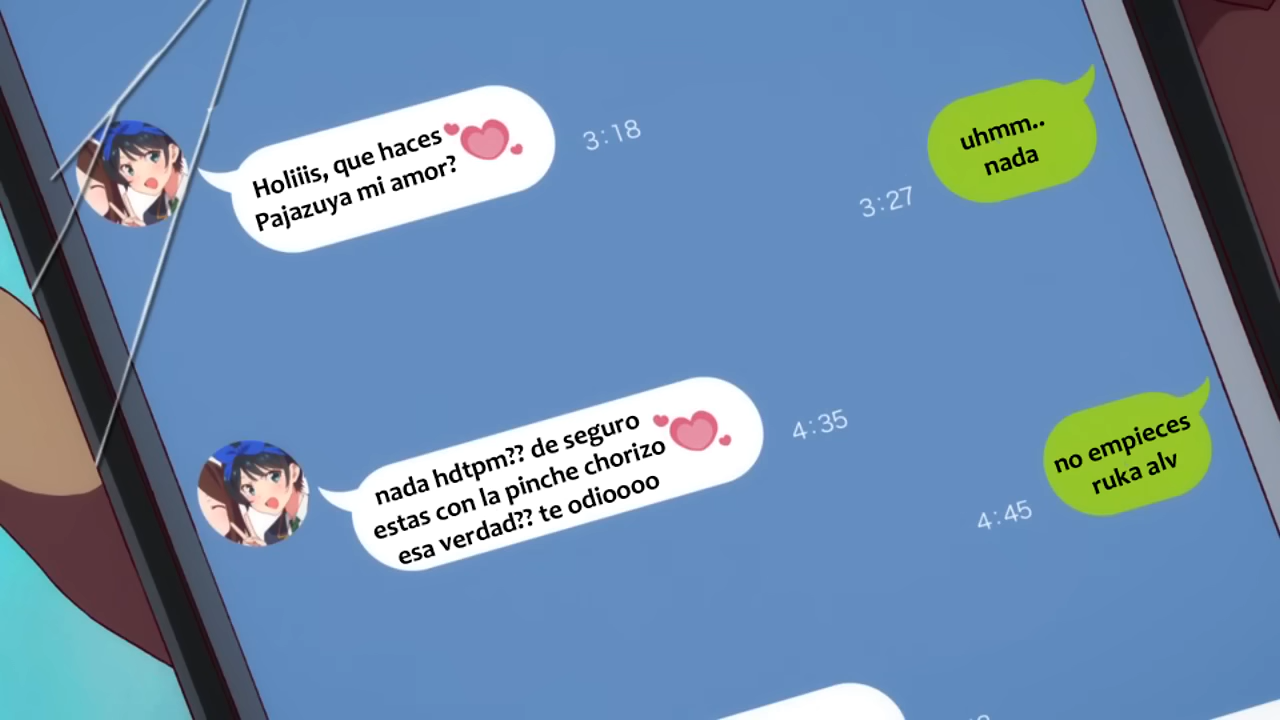 Holiiis, que haces
Pajazuya mi amor?
3:18
uhmm..
nada
3:27
nada hdtpm?? de seguro
estas con la pinche chorizo
esa verdad?? te odioooo
4:35
no empieces
ruka alv
4:45